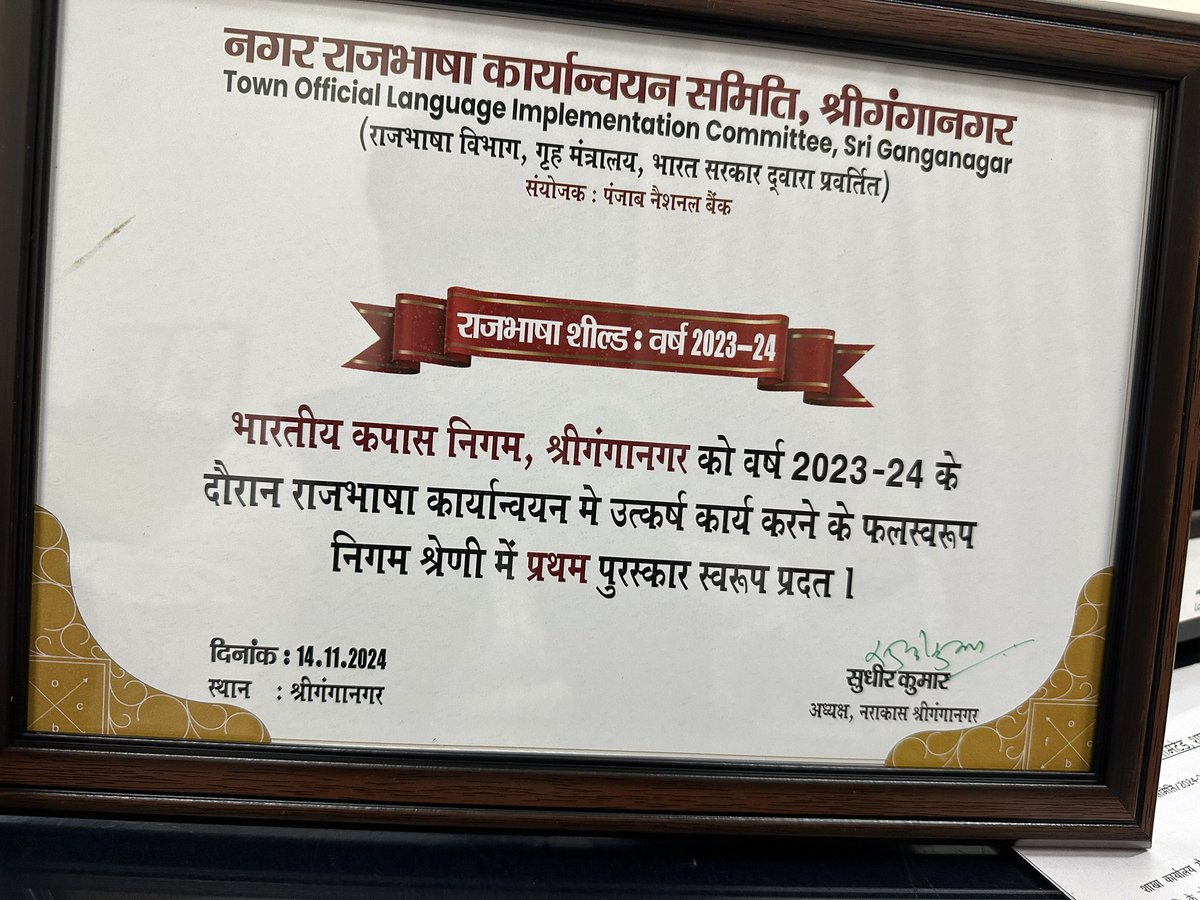 नगर राजभाषा कार्यान्वयन समिति, श्रीगंगानगर
Town Official Language Implementation Committee, Sri Ganganagar
(राजभाषा विभाग, गृह मंत्रालय, भारत सरकार द्वारा प्रवर्तित)
संयोजक : पंजाब नैशनल बैंक
राजभाषा शील्ड : वर्ष 2023–24
भारतीय कपास निगम, श्रीगंगानगर को वर्ष 2023-24 के
दौरान राजभाषा कार्यान्वयन मे उत्कर्ष कार्य करने के फलस्वरूप
निगम श्रेणी में प्रथम पुरस्कार स्वरूप प्रदत ।
दिनांक : 14.11.2024
स्थान : श्रीगंगानगर
सुधीर कुमार
अध्यक्ष, नराकास श्रीगंगानगर
शाखा कार्यालय